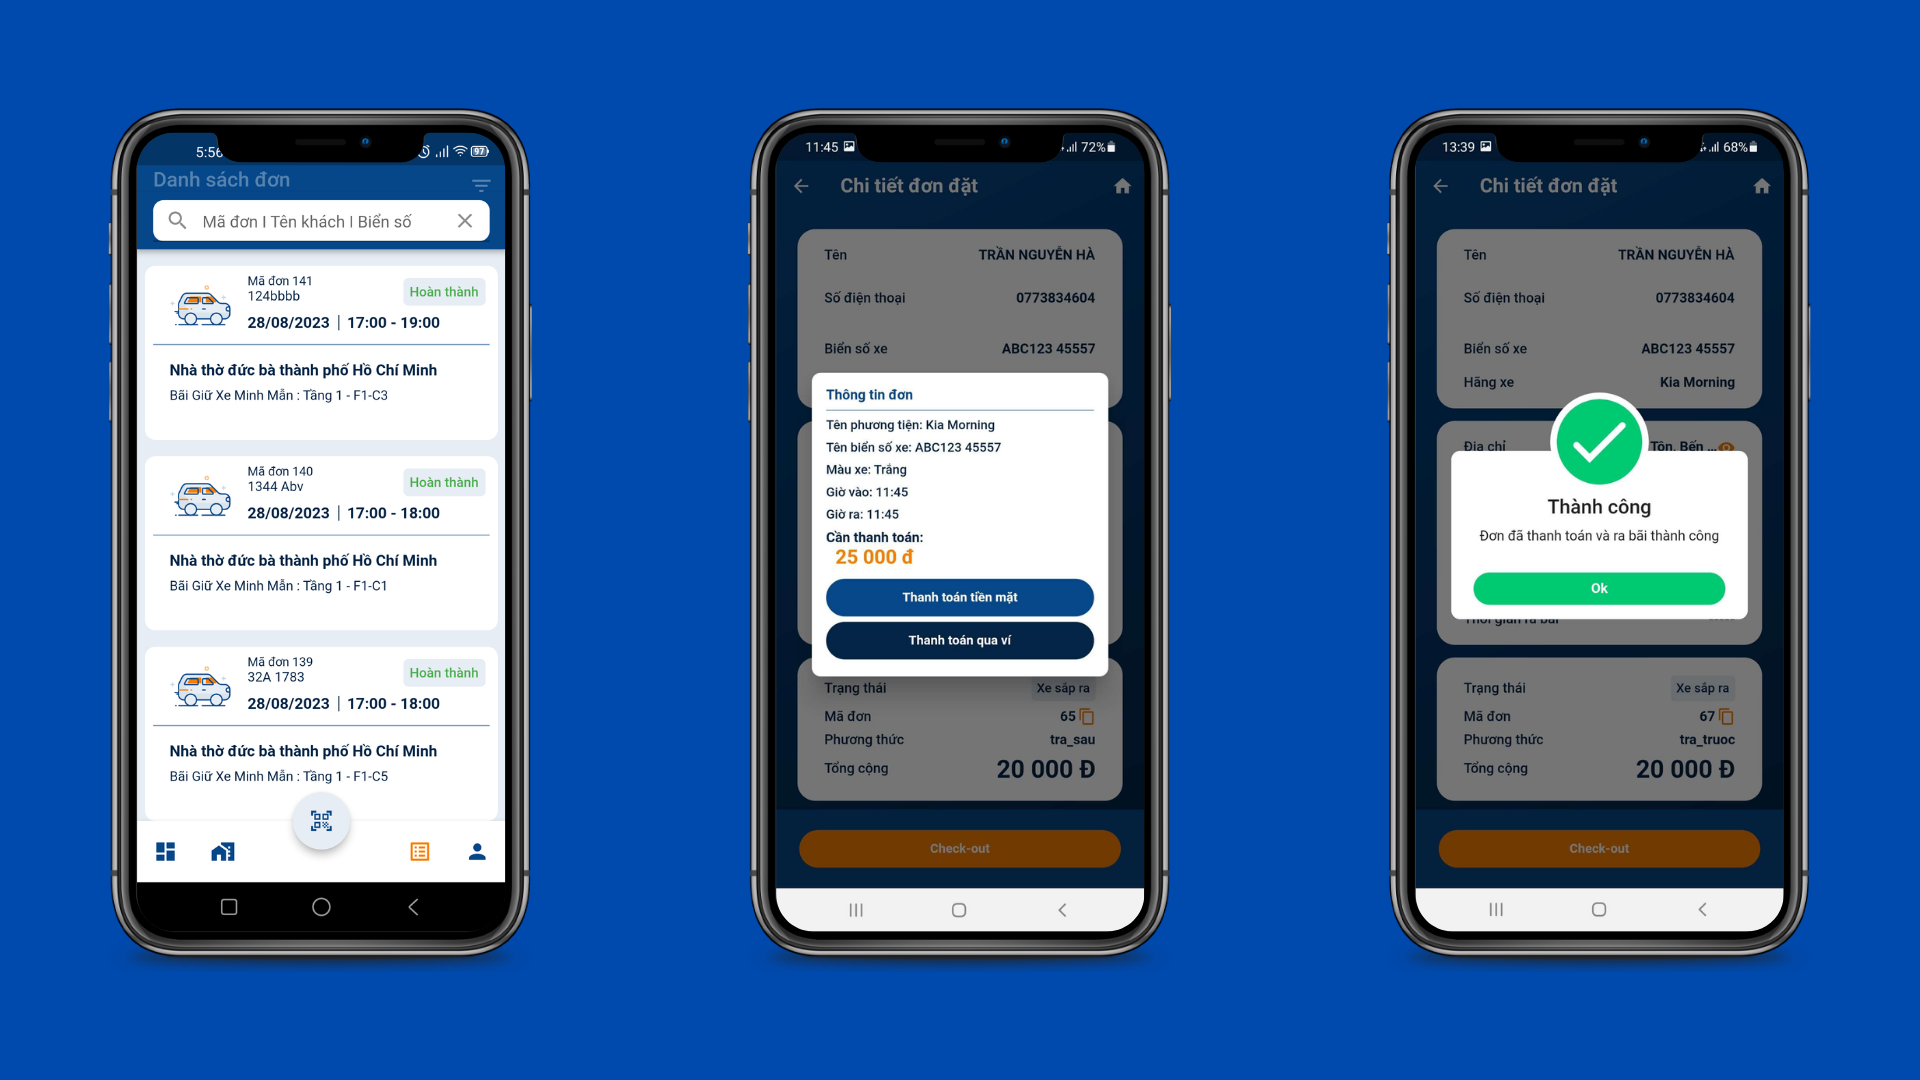 5:56
97
Danh sách đơn
Mã đơn I Tên khách I Biển số
Mã đơn 141
124bbbb
Hoàn thành
28/08/2023 | 17:00 - 19:00
Nhà thờ đức bà thành phố Hồ Chí Minh
Bãi Giữ Xe Minh Mẫn : Tầng 1 - F1-C3
Mã đơn 140
1344 Abv
Hoàn thành
28/08/2023 | 17:00 - 18:00
Nhà thờ đức bà thành phố Hồ Chí Minh
Bãi Giữ Xe Minh Mẫn : Tầng 1 - F1-C1
Mã đơn 139
32A 1783
Hoàn thành
28/08/2023 | 17:00 - 18:00
Nhà thờ đức bà thành phố Hồ Chí Minh
Bãi Giữ Xe Minh Mẫn : Tầng 1 - F1-C5
11:45
72%
Chi tiết đơn đặt
Tên TRẦN NGUYÊN HÀ
Số điện thoại 0773834604
Biển số xe ABC123 45557
Thông tin đơn
Tên phương tiện: Kia Morning
Tên biển số xe: ABC123 45557
Màu xe: Trắng
Giờ vào: 11:45
Giờ ra: 11:45
Cần thanh toán:
25 000 đ
Thanh toán tiền mặt
Thanh toán qua ví
Trạng thái Xe sắp ra
Mã đơn 65
Phương thức tra_sau
Tổng cộng 20 000 Đ
Check-out
13:39
68%
Chi tiết đơn đặt
Tên TRẦN NGUYÊN HÀ
Số điện thoại 0773834604
Biển số xe ABC123 45557
Hãng xe Kia Morning
Địa chỉ Tôn, Bến ...
Thành công
Đơn đã thanh toán và ra bãi thành công
Ok
Thời gian ra bãi
Trạng thái Xe sắp ra
Mã đơn 67
Phương thức tra_truoc
Tổng cộng 20 000 Đ
Check-out